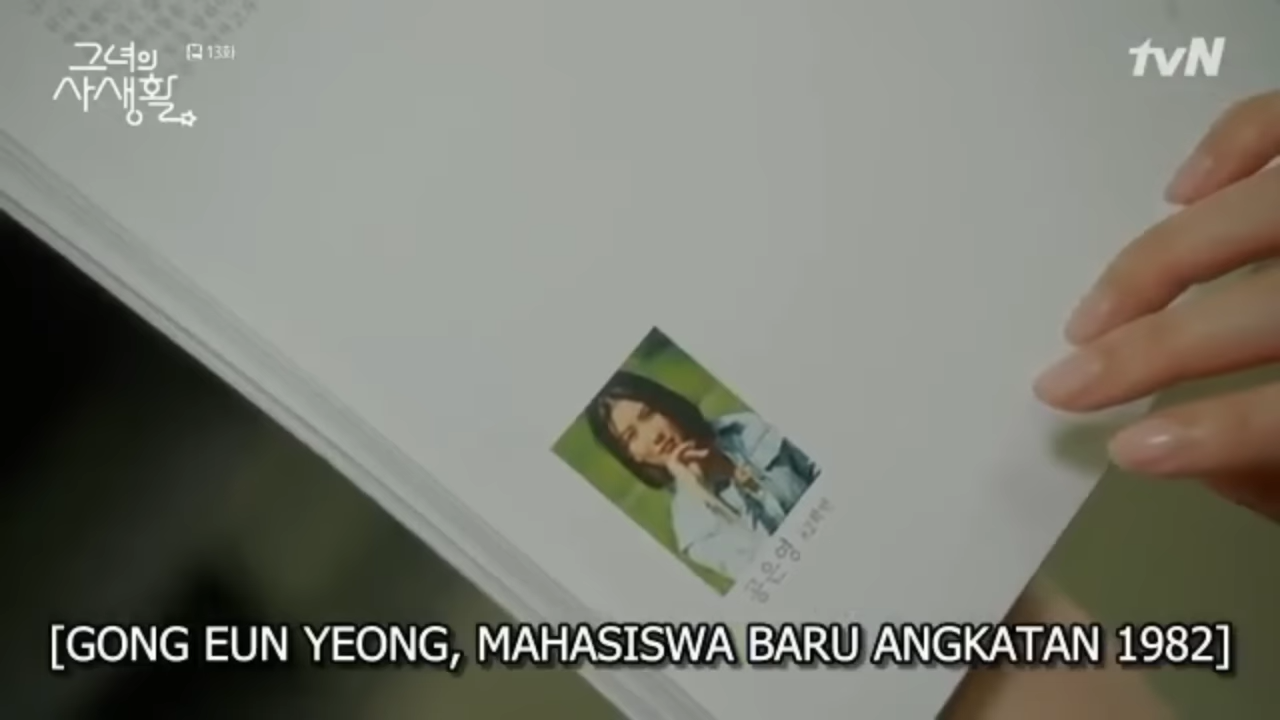 그녀의
사생활
13화
tvN
공은영
[GONG EUN YEONG, MAHASISWA BARU ANGKATAN 1982]